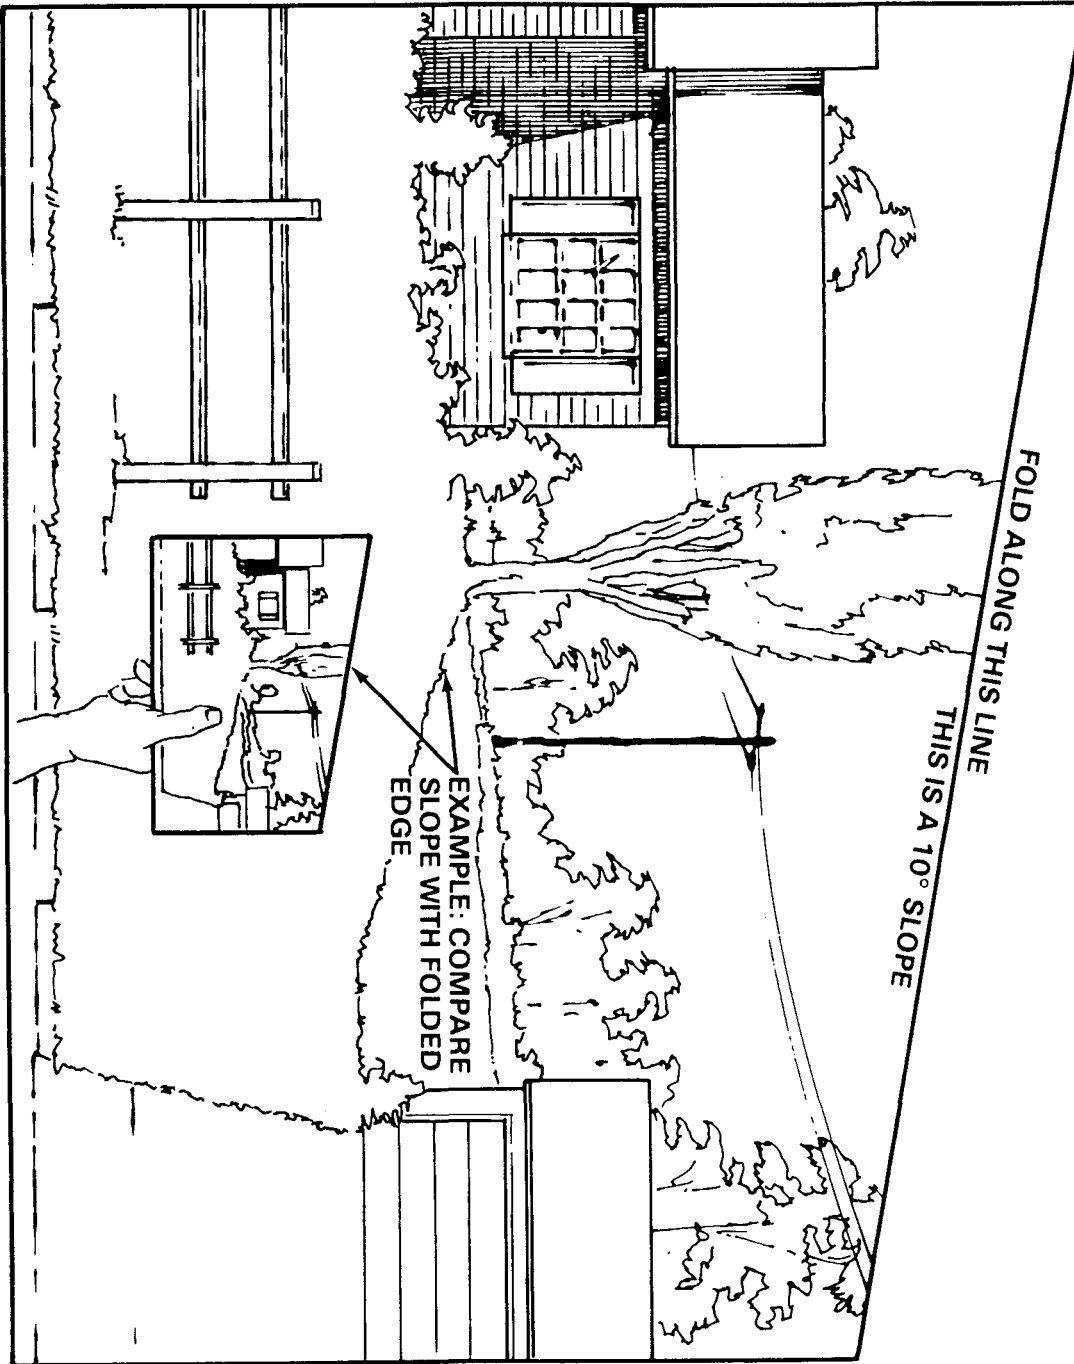 FOLD ALONG THIS LINE
THIS IS A 10° SLOPE
EXAMPLE: COMPARE
SLOPE WITH FOLDED
EDGE